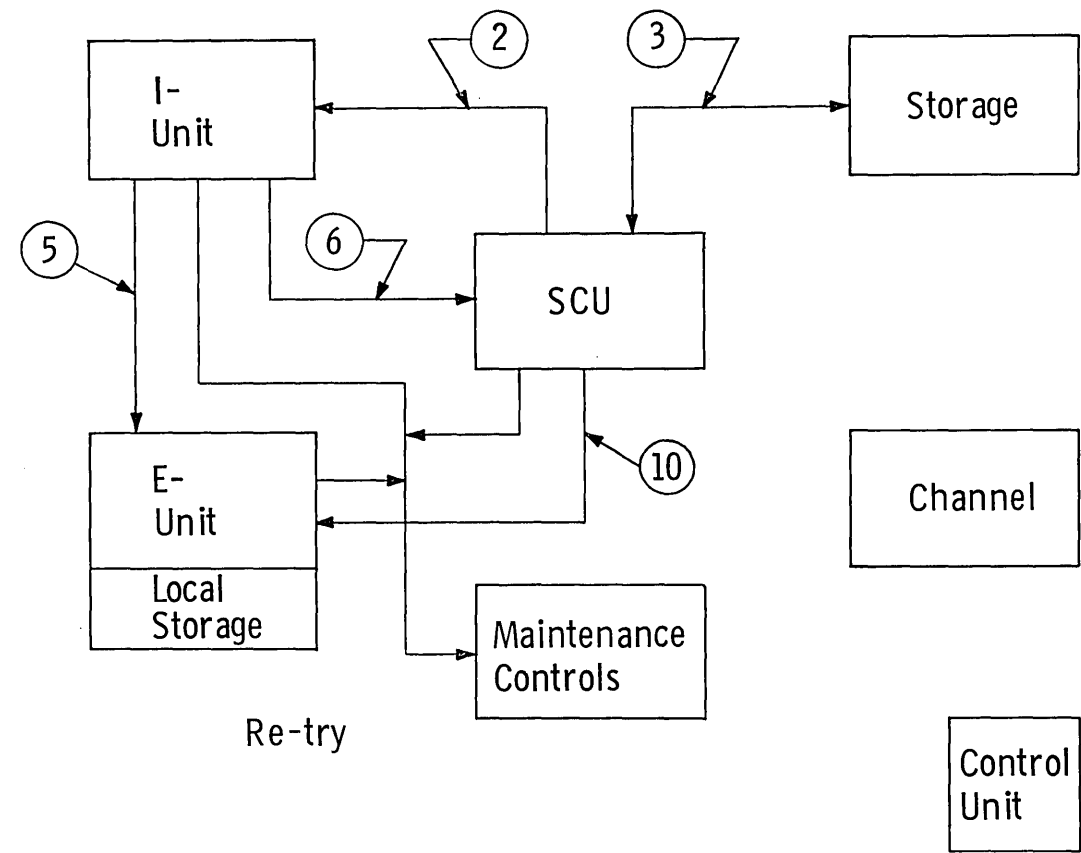 2
3
I-
Unit
Storage
5
6
SCU
10
E-
Unit
Channel
Local
Storage
Maintenance
Controls
Re-try
Control
Unit